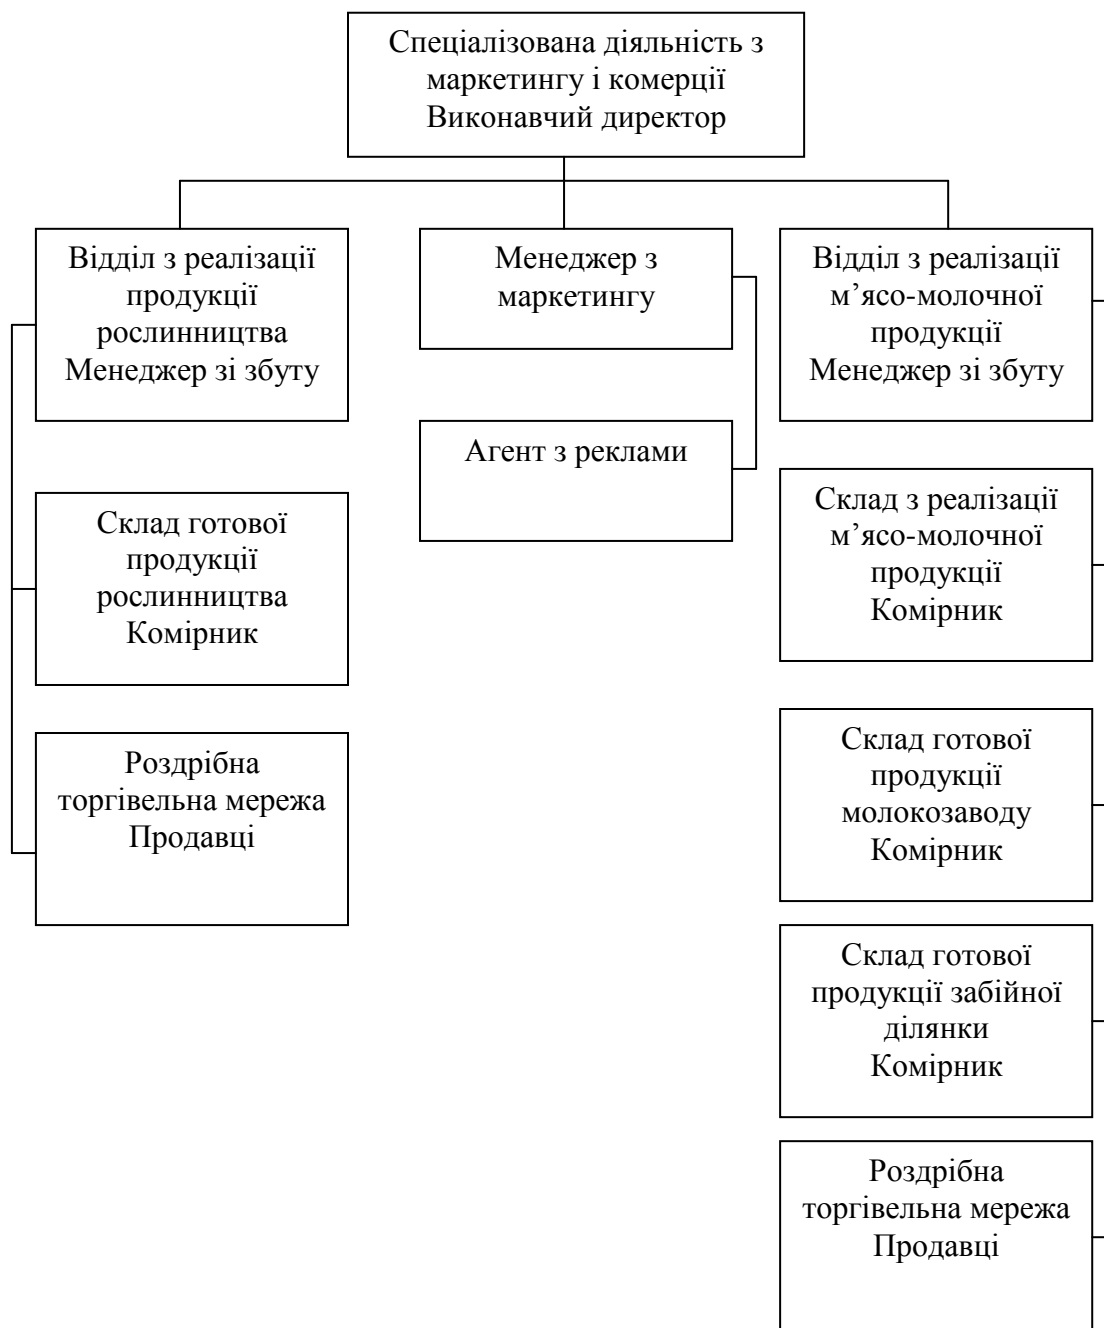 Спеціалізована діяльність з
маркетингу і комерції
Виконавчий директор
Відділ з реалізації
продукції
рослинництва
Менеджер зі збуту
Менеджер з
маркетингу
Відділ з реалізації
м’ясо-молочної
продукції
Менеджер зі збуту
Агент з реклами
Склад готової
продукції
рослинництва
Комірник
Склад з реалізації
м’ясо-молочної
продукції
Комірник
Роздрібна
торгівельна мережа
Продавці
Склад готової
продукції
молокозаводу
Комірник
Склад готової
продукції забійної
ділянки
Комірник
Роздрібна
торгівельна мережа
Продавці